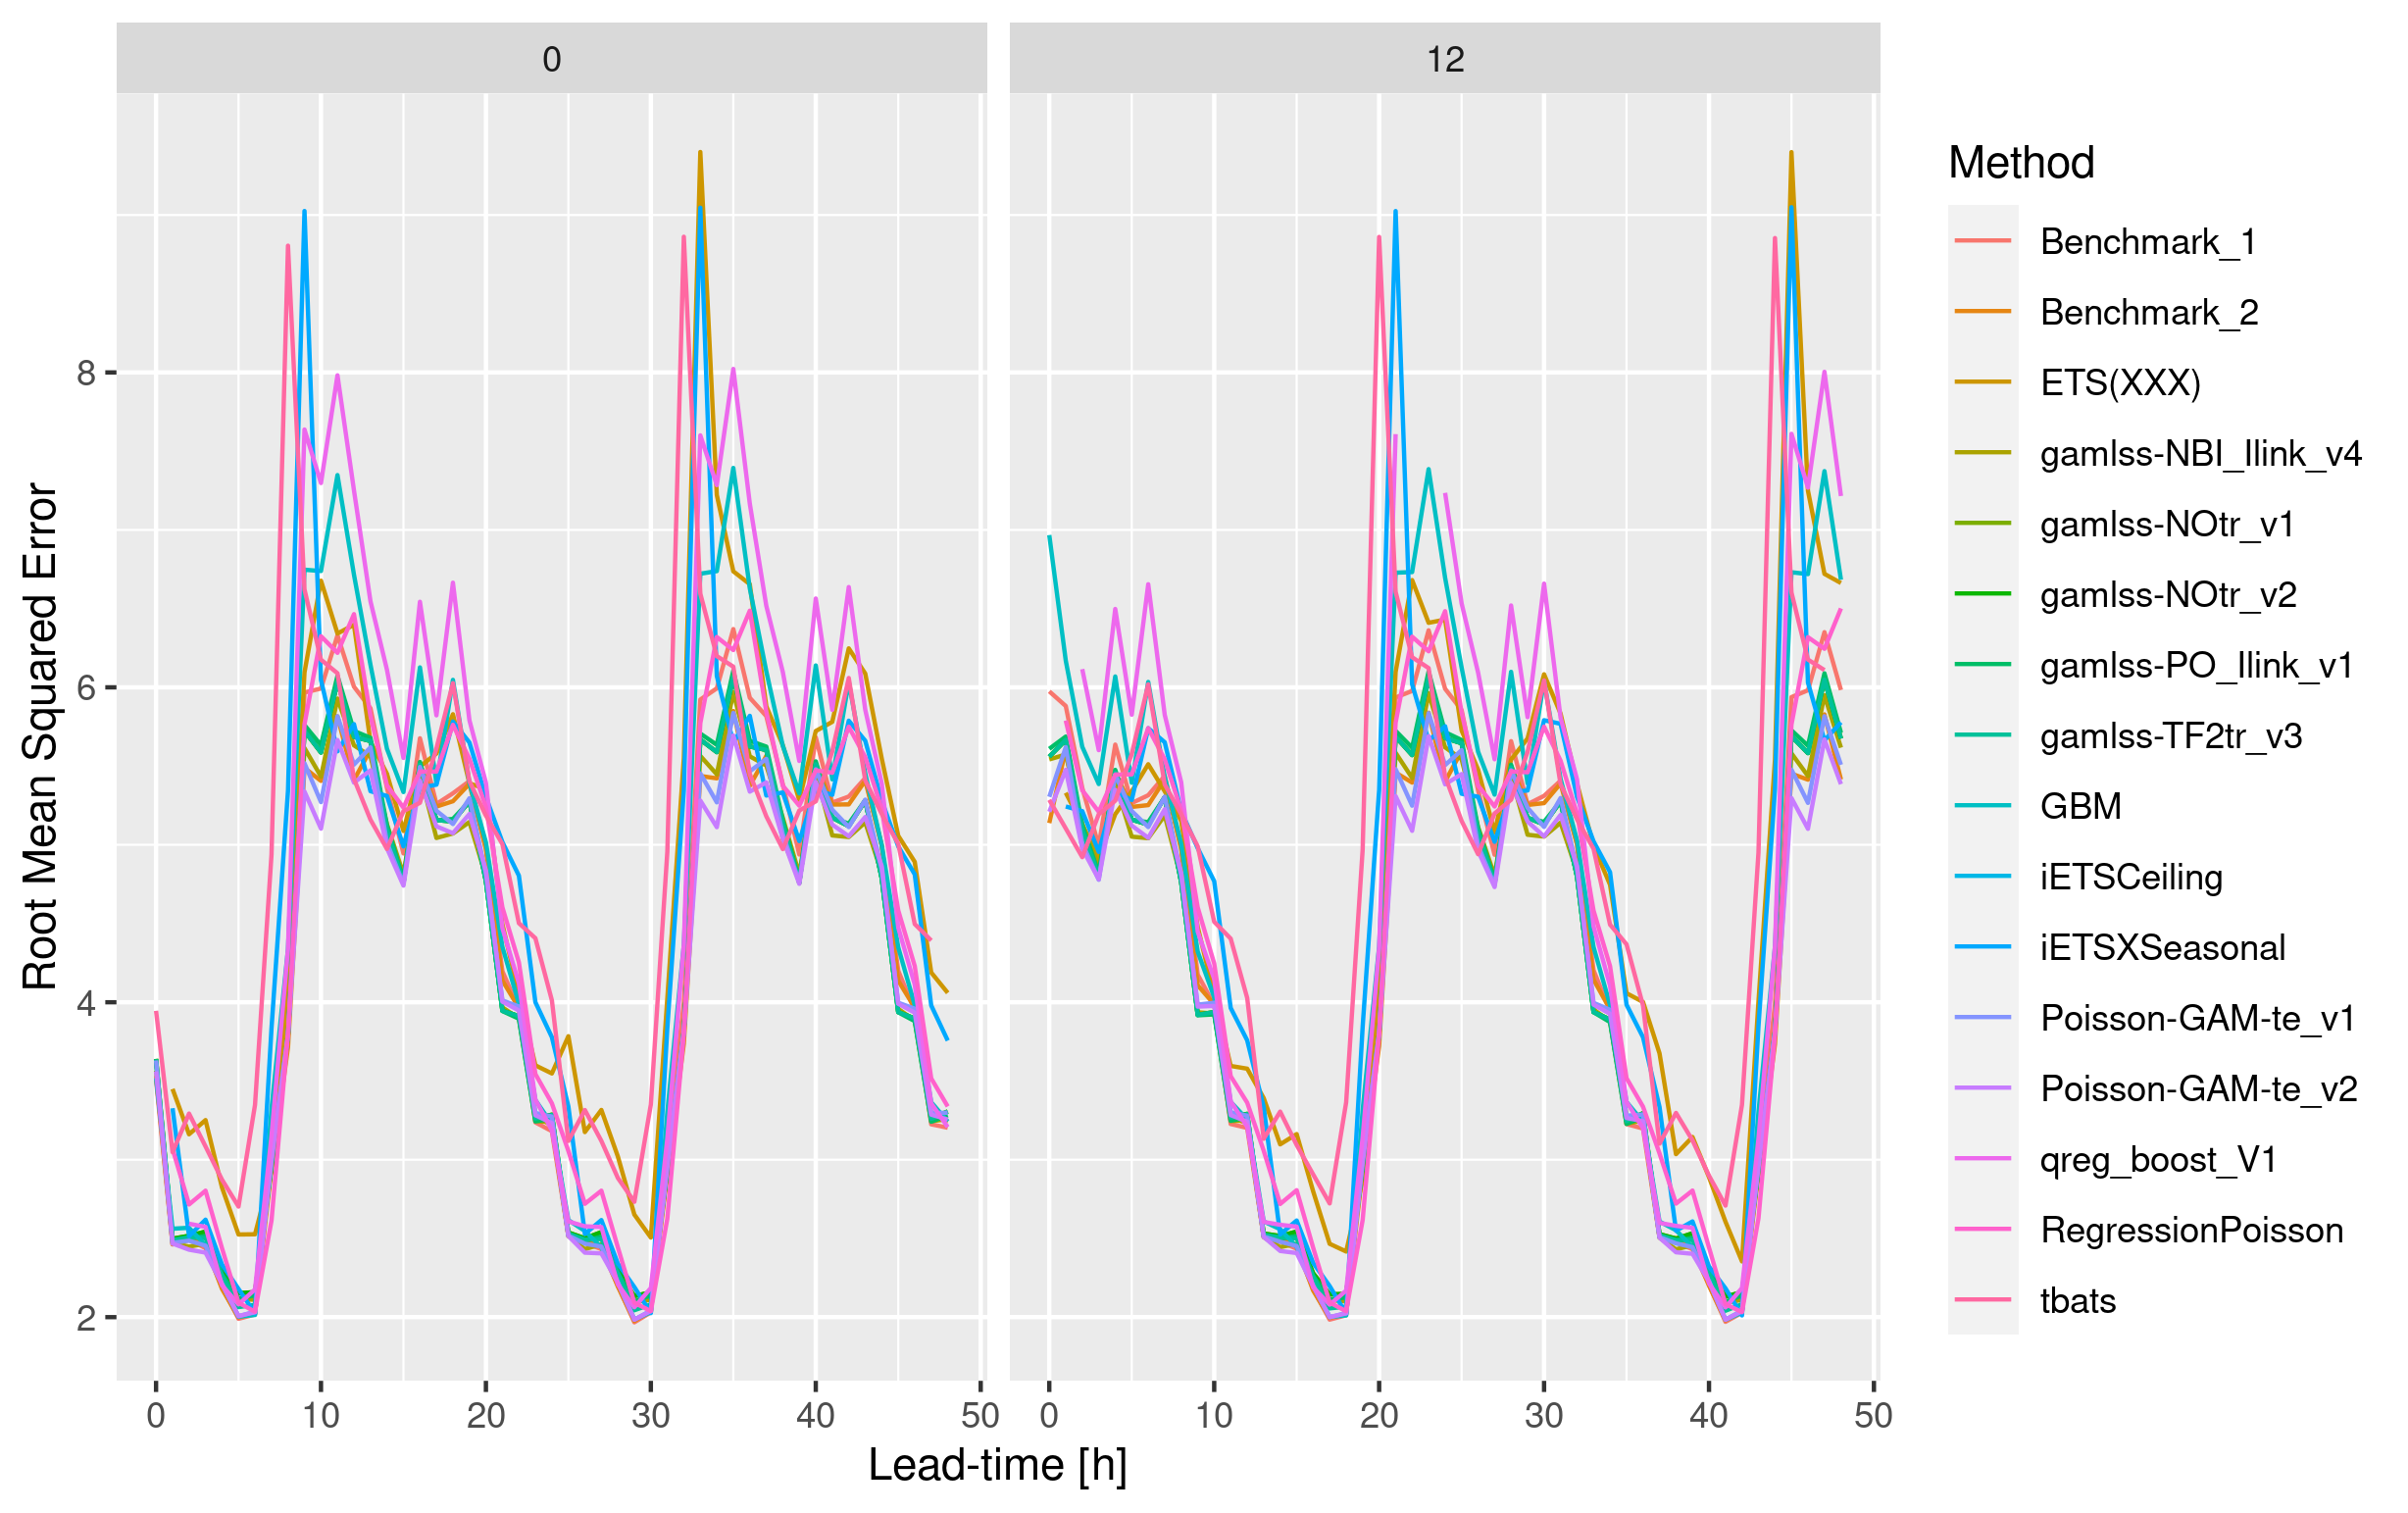 0
12
Root Mean Squared Error
8
6
4
2
0
10
20
30
40
50
0
10
20
30
40
50
Lead-time [h]
Method
Benchmark_1
Benchmark_2
ETS(XXX)
gamlss-NBI_llink_v4
gamlss-NOtr_v1
gamlss-NOtr_v2
gamlss-PO_llink_v1
gamlss-TF2tr_v3
GBM
iETSCeiling
iETSXSeasonal
Poisson-GAM-te_v1
Poisson-GAM-te_v2
qreg_boost_V1
RegressionPoisson
tbats